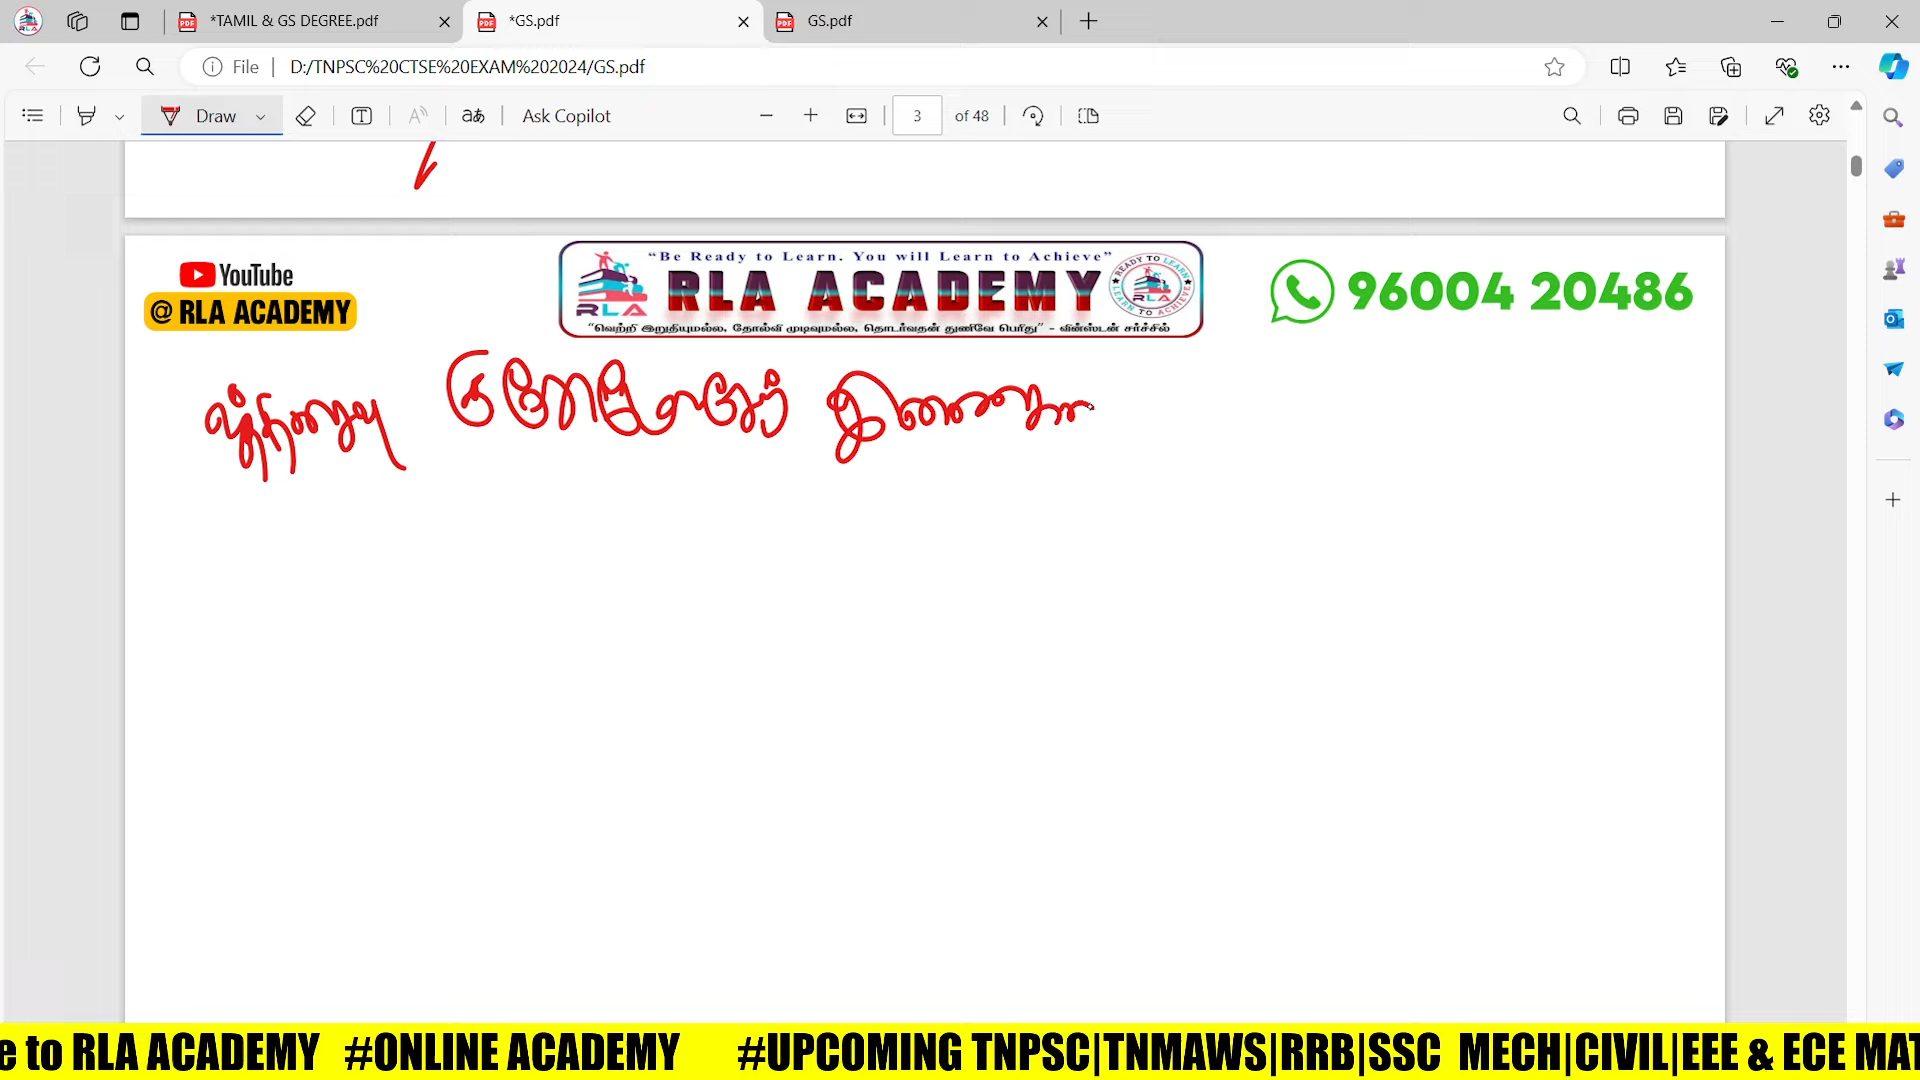 *TAMIL & GS DEGREE.pdf
*GS.pdf
GS.pdf
File
D:/TNPSC%20CTSE%20EXAM%202024/GS.pdf
Draw
Ask Copilot
3 of 48
YouTube
@ RLA ACADEMY
"Be Ready to Learn. You will Learn to Achieve"
RLA ACADEMY
RLA
READY TO LEARN
LEARN TO ACHIEVE
RLA
"வெற்றி இறுதியுமல்ல, தோல்வி முடிவுமல்ல, தொடர்வதன் துணிவே பெரிது" - வின்ஸ்டன் சர்ச்சில்
96004 20486
e to RLA ACADEMY #ONLINE ACADEMY #UPCOMING TNPSC|TNMAWS|RRB|SSC MECH|CIVIL|EEE & ECE MAT